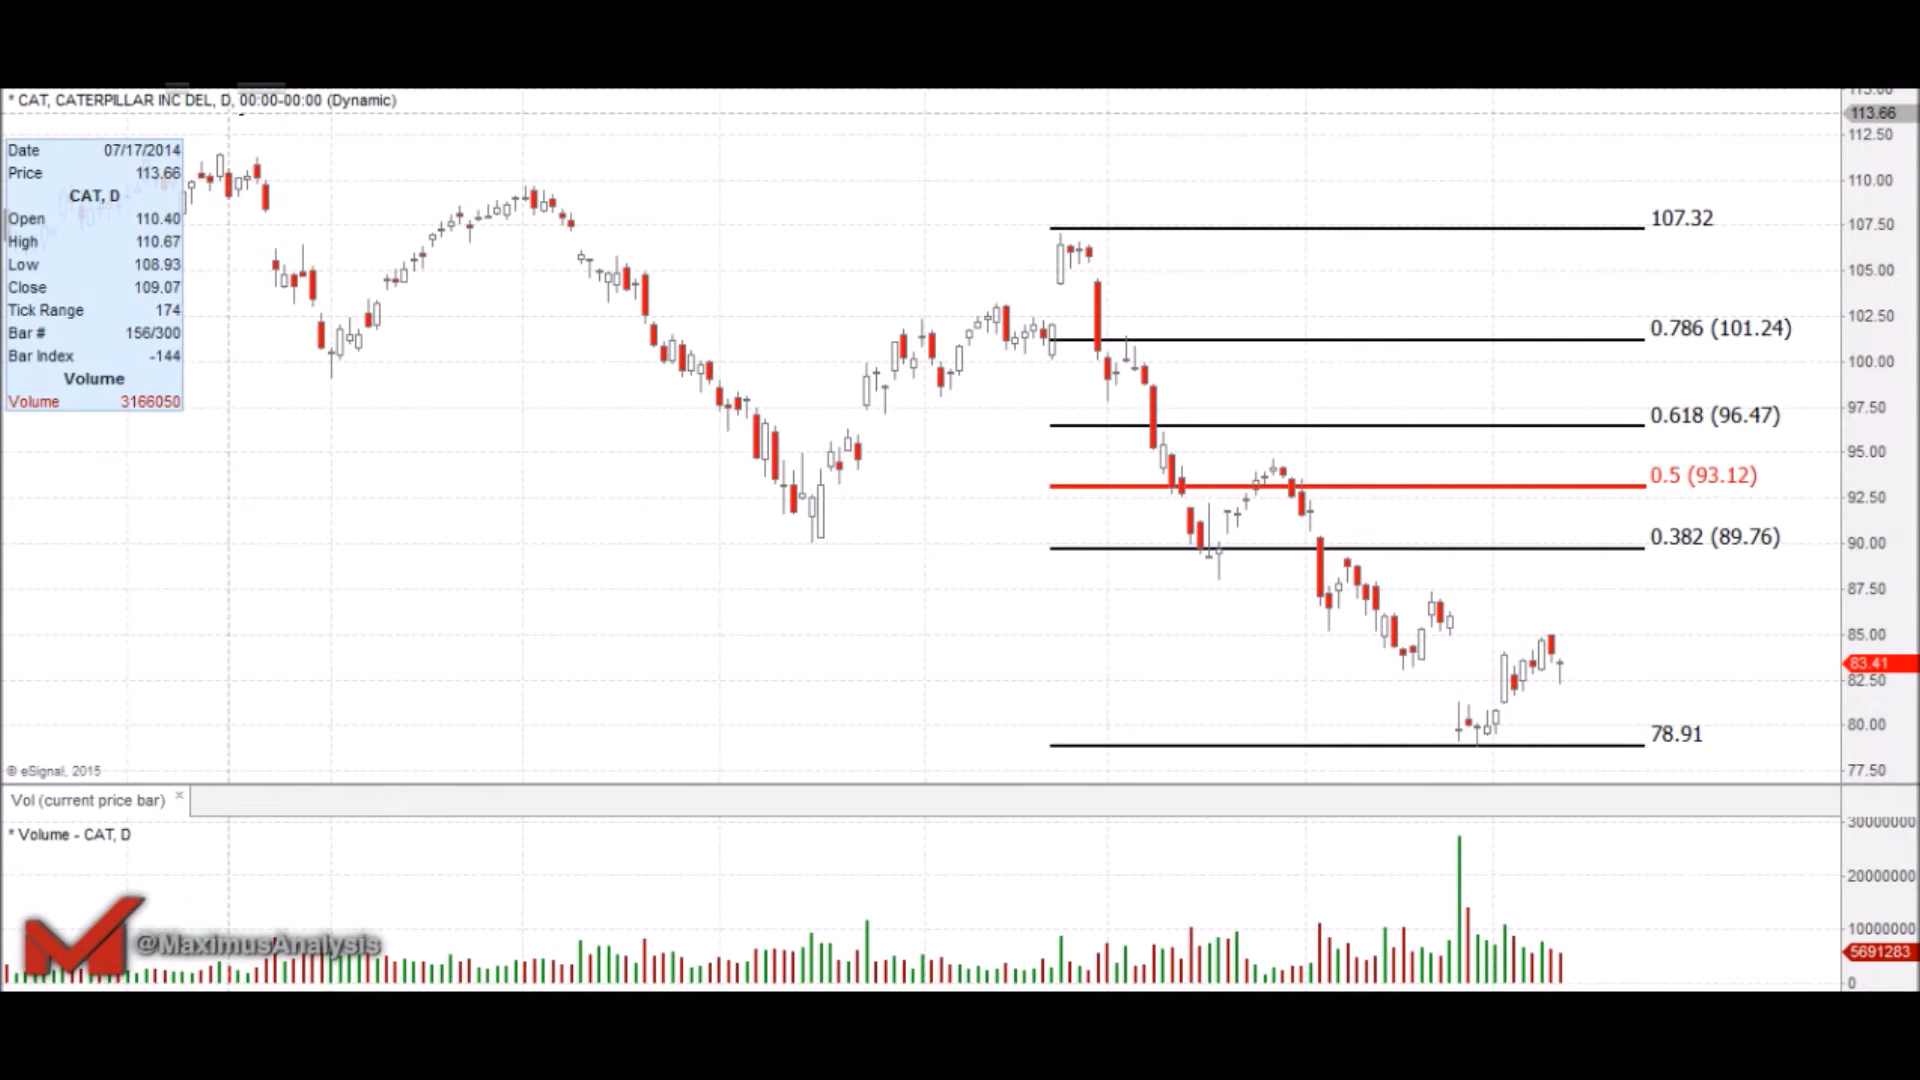 * CAT, CATERPILLAR INC DEL, D, 00:00-00:00 (Dynamic)
Date 07/17/2014
Price 113.66
CAT, D
Open 110.40
High 110.67
Low 108.93
Close 109.07
Tick Range 174
Bar # 156/300
Bar Index -144
Volume
Volume 3166050
107.32
0.786 (101.24)
0.618 (96.47)
0.5 (93.12)
0.382 (89.76)
78.91
115.00
113.66
112.50
110.00
107.50
105.00
102.50
100.00
97.50
95.00
92.50
90.00
87.50
85.00
83.41
82.50
80.00
77.50
© eSignal, 2015
Vol (current price bar) ×
* Volume - CAT, D
30000000
20000000
10000000
5691283
0
@MaximusAnalysis